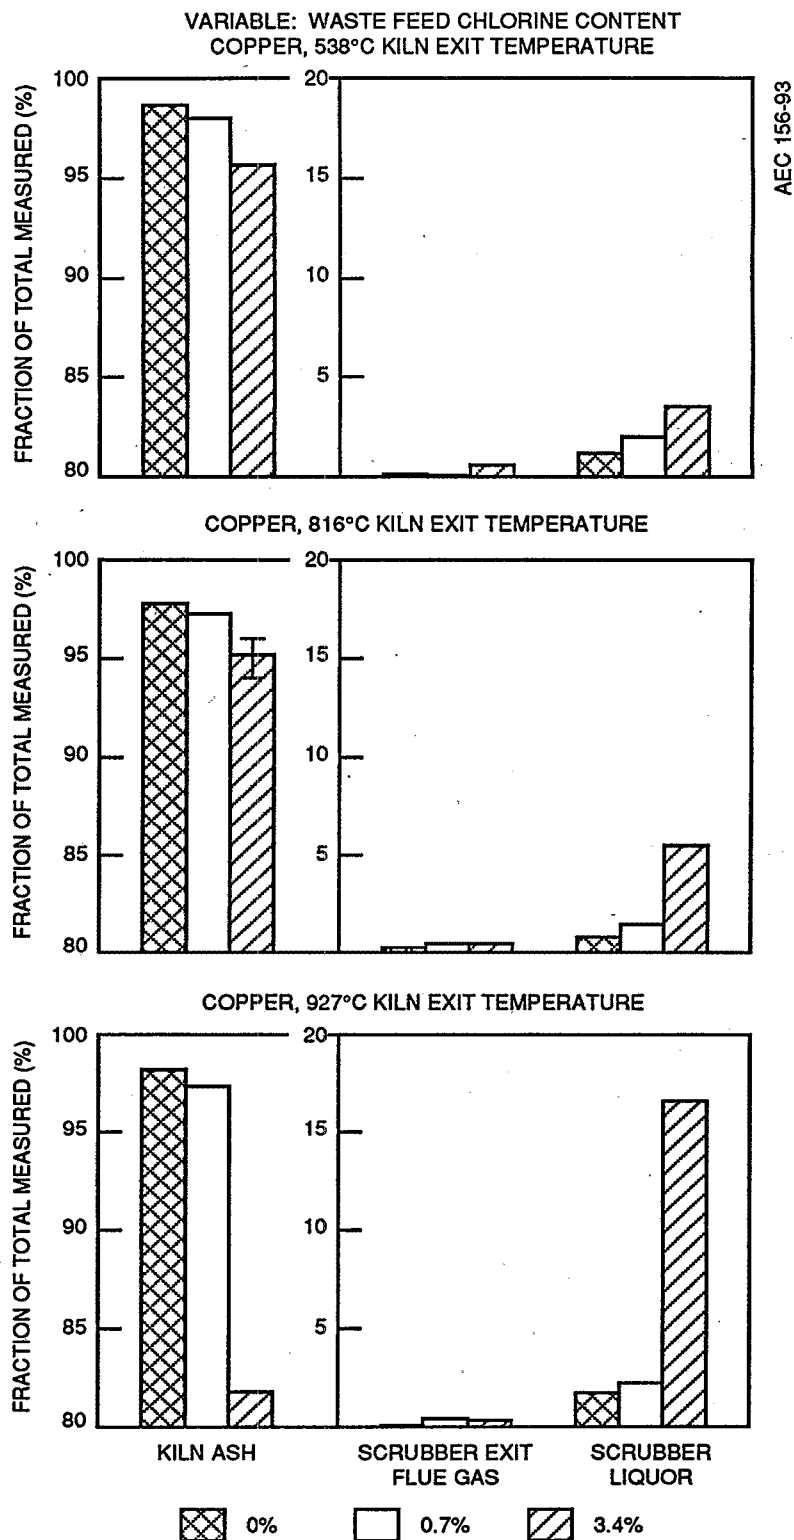 VARIABLE: WASTE FEED CHLORINE CONTENT
COPPER, 538°C KILN EXIT TEMPERATURE
AEC 156-93
FRACTION OF TOTAL MEASURED (%)
100
95
90
85
80
20
15
10
5
COPPER, 816°C KILN EXIT TEMPERATURE
FRACTION OF TOTAL MEASURED (%)
100
95
90
85
80
20
15
10
5
COPPER, 927°C KILN EXIT TEMPERATURE
FRACTION OF TOTAL MEASURED (%)
100
95
90
85
80
20
15
10
5
KILN ASH
SCRUBBER EXIT
FLUE GAS
SCRUBBER
LIQUOR
0%
0.7%
3.4%